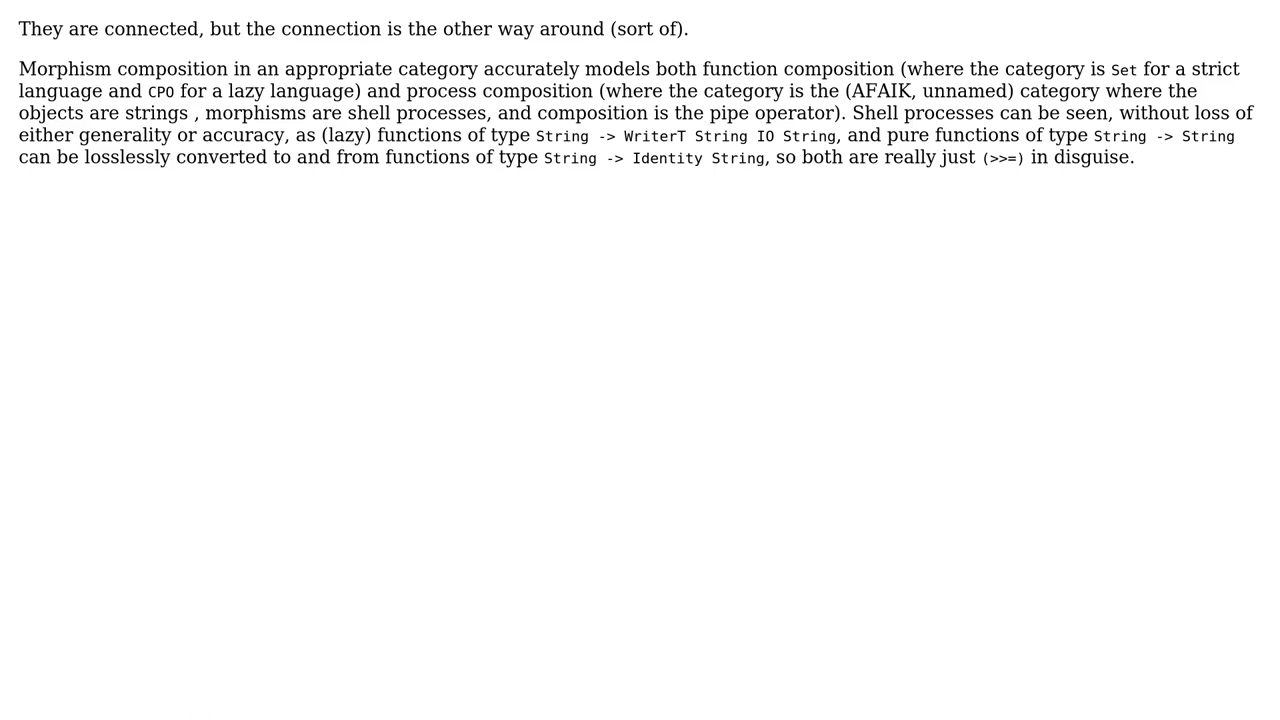 They are connected, but the connection is the other way around (sort of).
Morphism composition in an appropriate category accurately models both function composition (where the category is Set for a strict
language and CPO for a lazy language) and process composition (where the category is the (AFAIK, unnamed) category where the
objects are strings , morphisms are shell processes, and composition is the pipe operator). Shell processes can be seen, without loss of
either generality or accuracy, as (lazy) functions of type String -> WriterT String IO String, and pure functions of type String -> String
can be losslessly converted to and from functions of type String -> Identity String, so both are really just (>>=) in disguise.